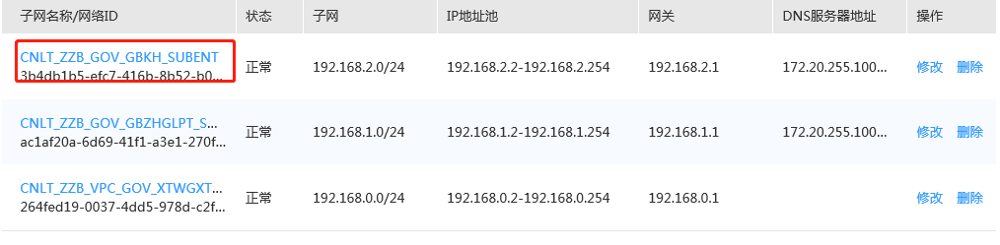 子网名称/网络ID 状态 子网 IP地址池 网关 DNS服务器地址 操作
CNLT_ZZB_GOV_GBKH_SUBENT
3b4db1b5-efc7-416b-8b52-b0... 正常 192.168.2.0/24 192.168.2.2-192.168.2.254 192.168.2.1 172.20.255.100... 修改 删除
CNLT_ZZB_GOV_GBZHGLPT_S...
ac1af20a-6d69-41f1-a3e1-270f... 正常 192.168.1.0/24 192.168.1.2-192.168.1.254 192.168.1.1 172.20.255.100... 修改 删除
CNLT_ZZB_VPC_GOV_XTWGXT...
264fed19-0037-4dd5-978d-c2f... 正常 192.168.0.0/24 192.168.0.2-192.168.0.254 192.168.0.1 修改 删除